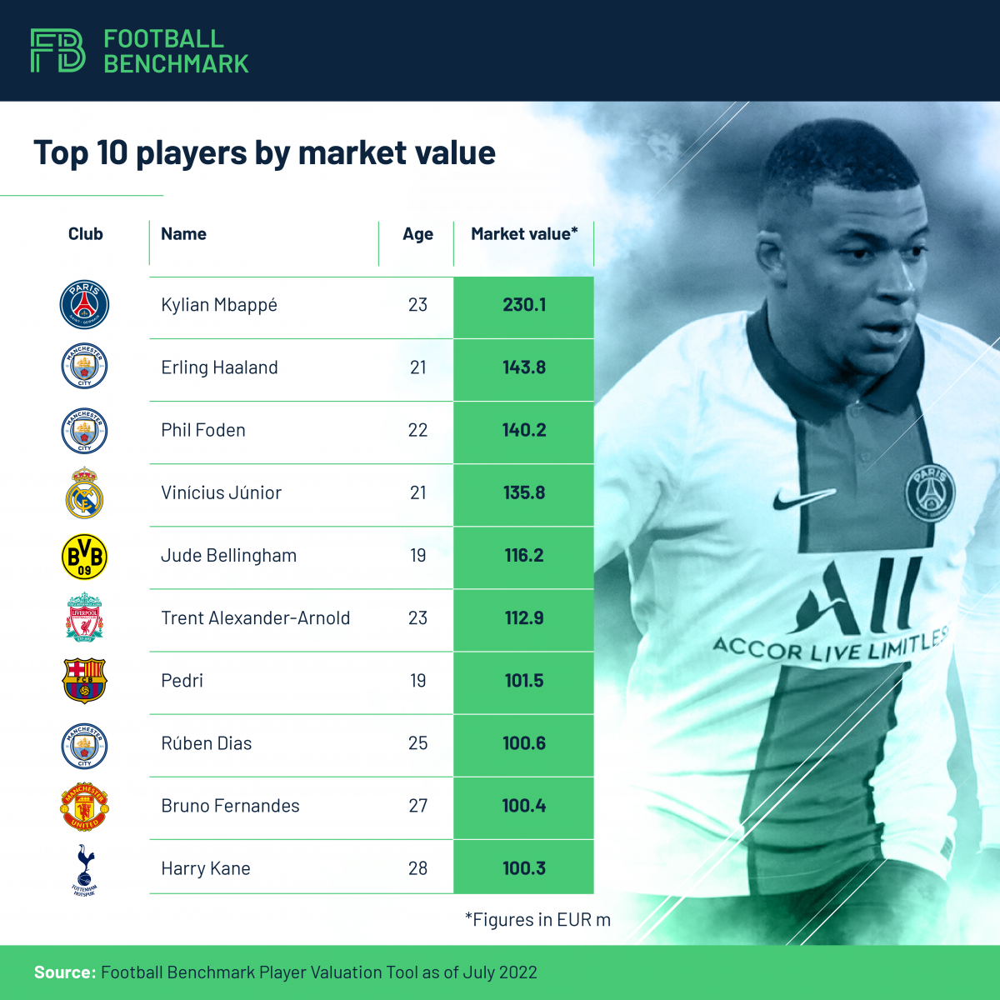 FOOTBALL
BENCHMARK
Top 10 players by market value
Club Name Age Market value*
PARIS SAINT-GERMAIN Kylian Mbappé 23 230.1
MANCHESTER CITY Erling Haaland 21 143.8
MANCHESTER CITY Phil Foden 22 140.2
Vinícius Júnior 21 135.8
BVB 09 Jude Bellingham 19 116.2
LIVERPOOL Trent Alexander-Arnold 23 112.9
FCB Pedri 19 101.5
MANCHESTER CITY Rúben Dias 25 100.6
MANCHESTER UNITED Bruno Fernandes 27 100.4
TOTTENHAM HOTSPUR Harry Kane 28 100.3
*Figures in EUR m
PARIS
ALL
ACCOR LIVE LIMITLES
Source: Football Benchmark Player Valuation Tool as of July 2022